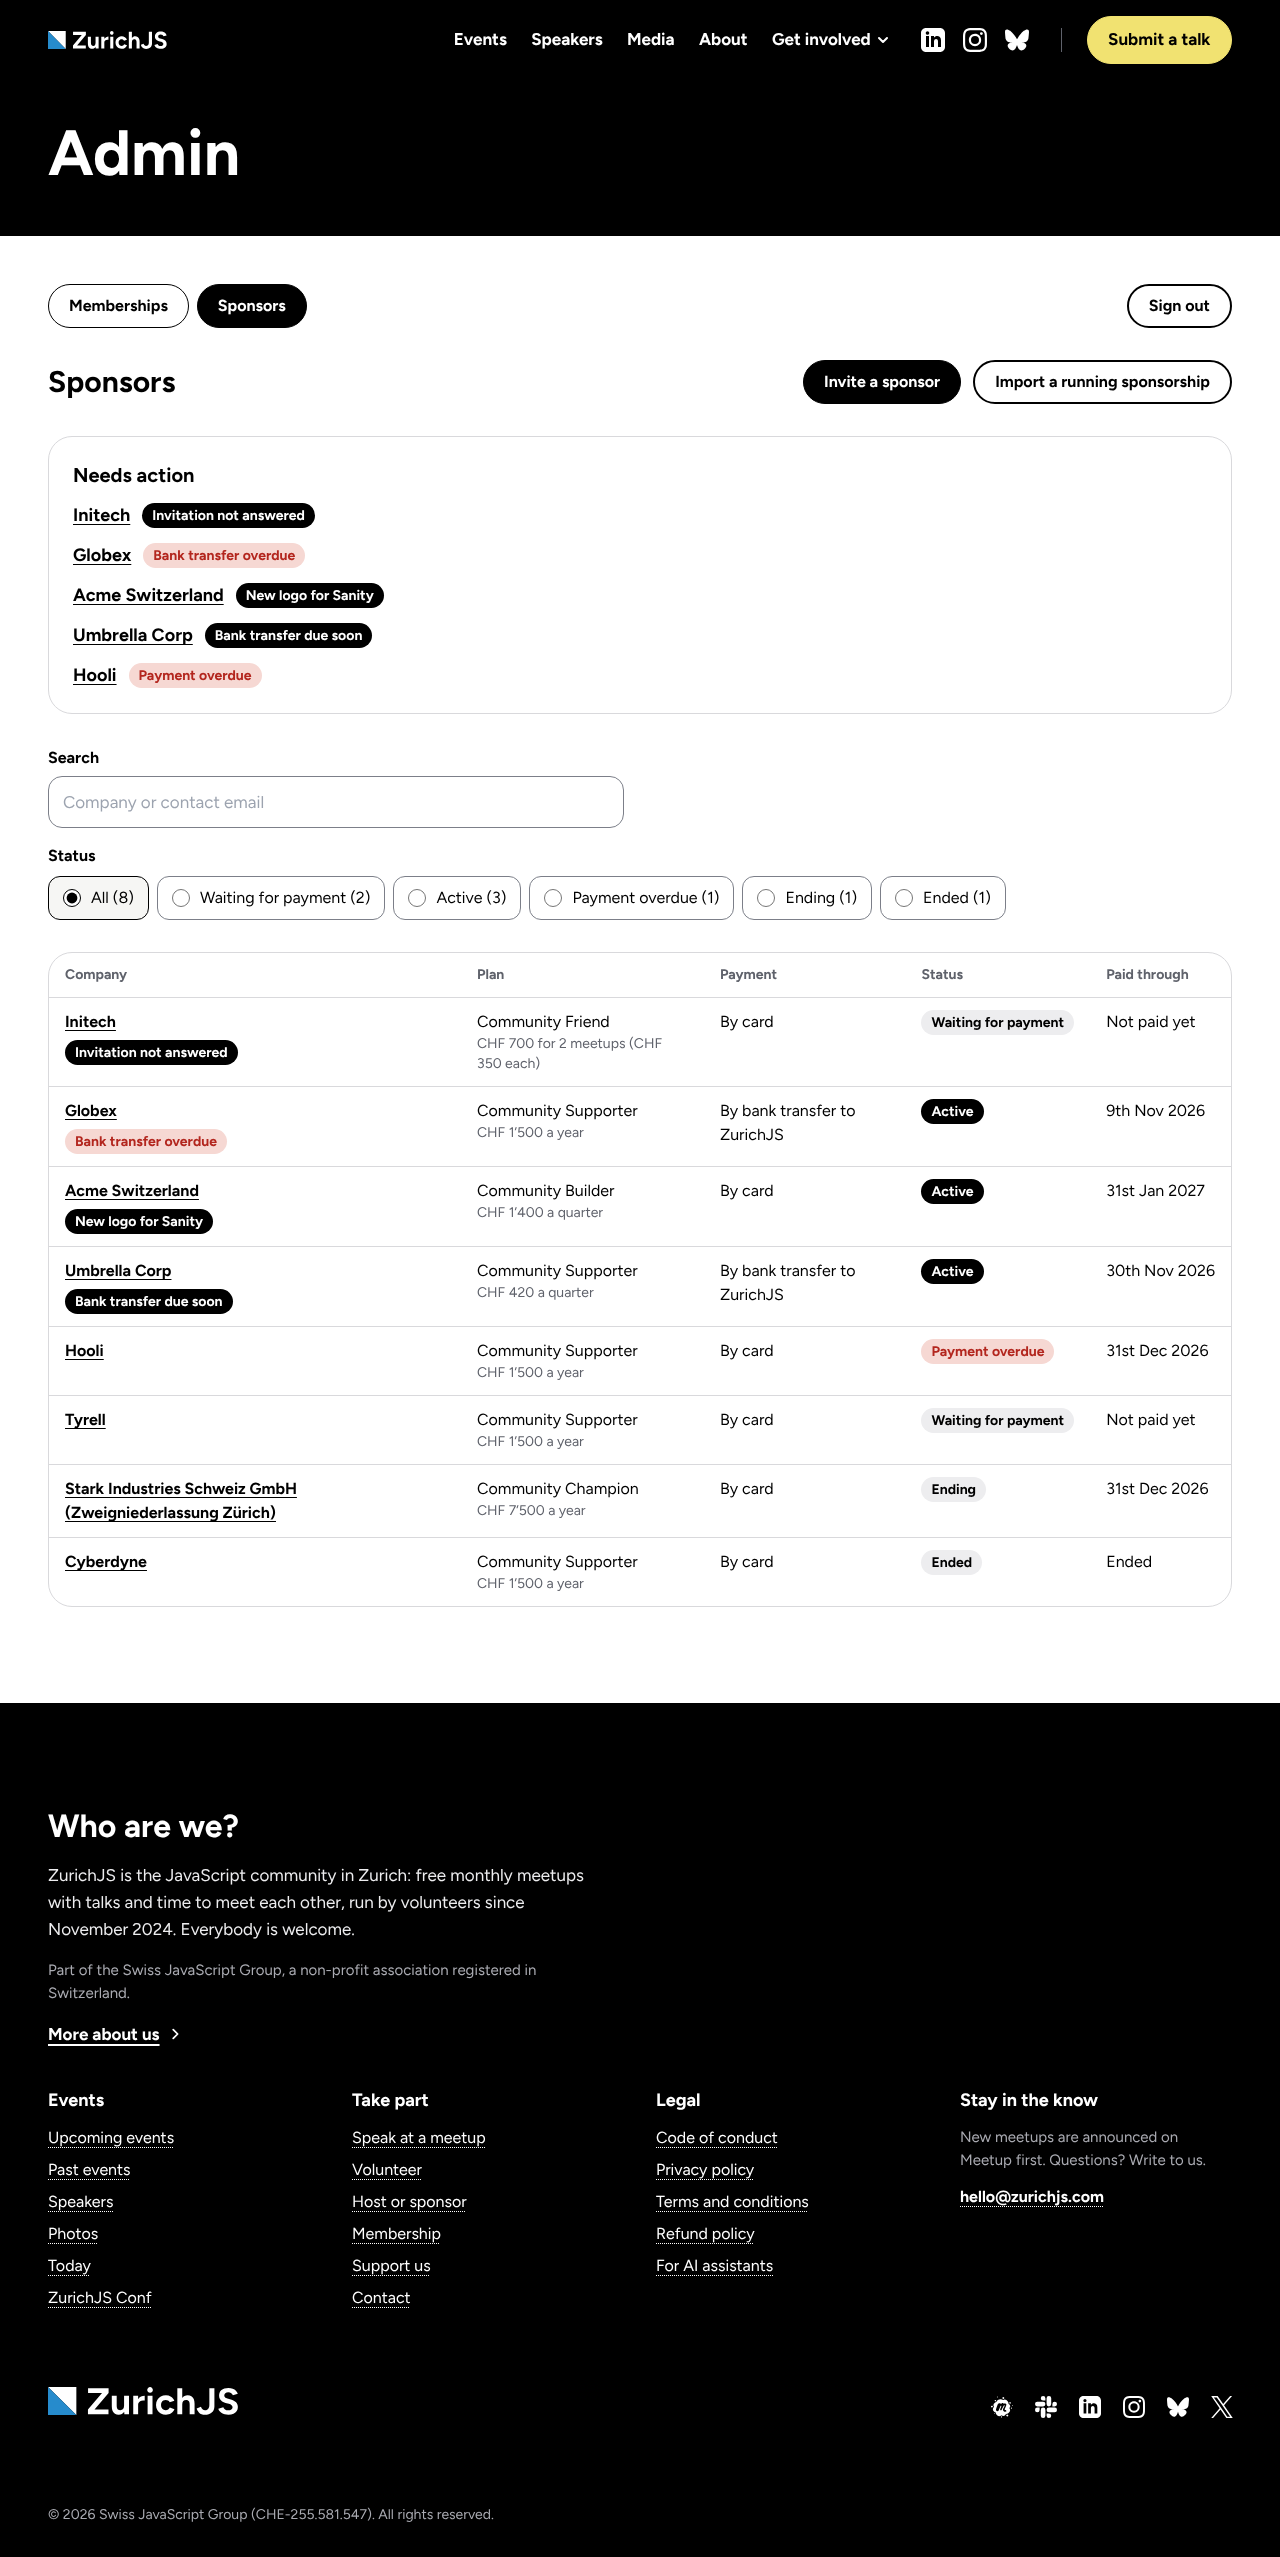 ZurichJS
Events
Speakers
Media
About
Get involved
Submit a talk
Admin
Memberships
Sponsors
Sign out
Sponsors
Invite a sponsor
Import a running sponsorship
Needs action
Initech Invitation not answered
Globex Bank transfer overdue
Acme Switzerland New logo for Sanity
Umbrella Corp Bank transfer due soon
Hooli Payment overdue
Search
Company or contact email
Status
All (8)
Waiting for payment (2)
Active (3)
Payment overdue (1)
Ending (1)
Ended (1)
Company Plan Payment Status Paid through
Initech Community Friend By card Waiting for payment Not paid yet
Invitation not answered CHF 700 for 2 meetups (CHF
350 each)
Globex Community Supporter By bank transfer to Active 9th Nov 2026
Bank transfer overdue CHF 1’500 a year ZurichJS
Acme Switzerland Community Builder By card Active 31st Jan 2027
New logo for Sanity CHF 1’400 a quarter
Umbrella Corp Community Supporter By bank transfer to Active 30th Nov 2026
Bank transfer due soon CHF 420 a quarter ZurichJS
Hooli Community Supporter By card Payment overdue 31st Dec 2026
CHF 1’500 a year
Tyrell Community Supporter By card Waiting for payment Not paid yet
CHF 1’500 a year
Stark Industries Schweiz GmbH Community Champion By card Ending 31st Dec 2026
(Zweigniederlassung Zürich) CHF 7’500 a year
Cyberdyne Community Supporter By card Ended Ended
CHF 1’500 a year
Who are we?
ZurichJS is the JavaScript community in Zurich: free monthly meetups
with talks and time to meet each other, run by volunteers since
November 2024. Everybody is welcome.
Part of the Swiss JavaScript Group, a non-profit association registered in
Switzerland.
More about us
Events
Upcoming events
Past events
Speakers
Photos
Today
ZurichJS Conf
Take part
Speak at a meetup
Volunteer
Host or sponsor
Membership
Support us
Contact
Legal
Code of conduct
Privacy policy
Terms and conditions
Refund policy
For AI assistants
Stay in the know
New meetups are announced on
Meetup first. Questions? Write to us.
hello@zurichjs.com
ZurichJS
© 2026 Swiss JavaScript Group (CHE-255.581.547). All rights reserved.